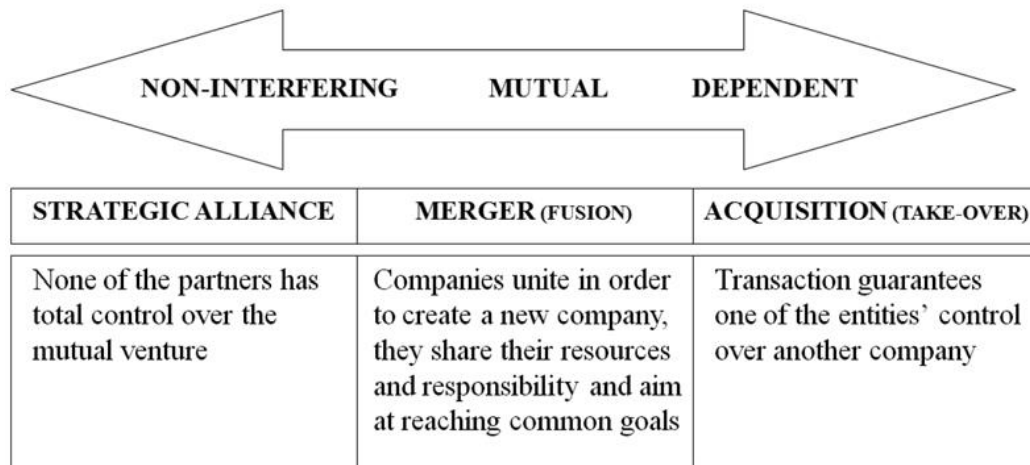 NON-INTERFERING MUTUAL DEPENDENT
STRATEGIC ALLIANCE
MERGER (FUSION)
ACQUISITION (TAKE-OVER)
None of the partners has
total control over the
mutual venture
Companies unite in order
to create a new company,
they share their resources
and responsibility and aim
at reaching common goals
Transaction guarantees
one of the entities’ control
over another company